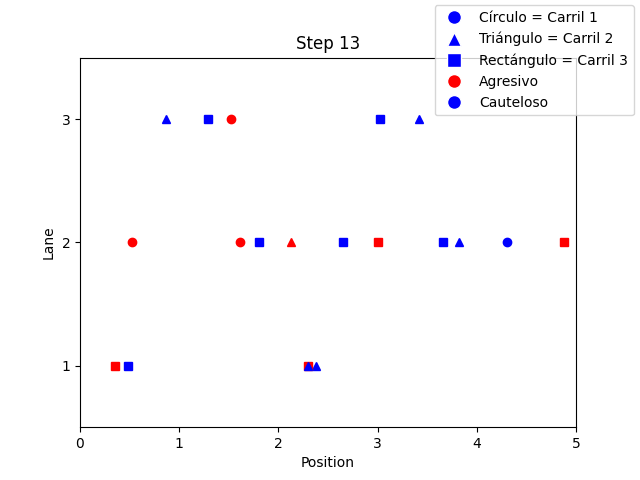 Step 13
Círculo = Carril 1
Triángulo = Carril 2
Rectángulo = Carril 3
Agresivo
Cauteloso
3
2
1
Lane
0 1 2 3 4 5
Position